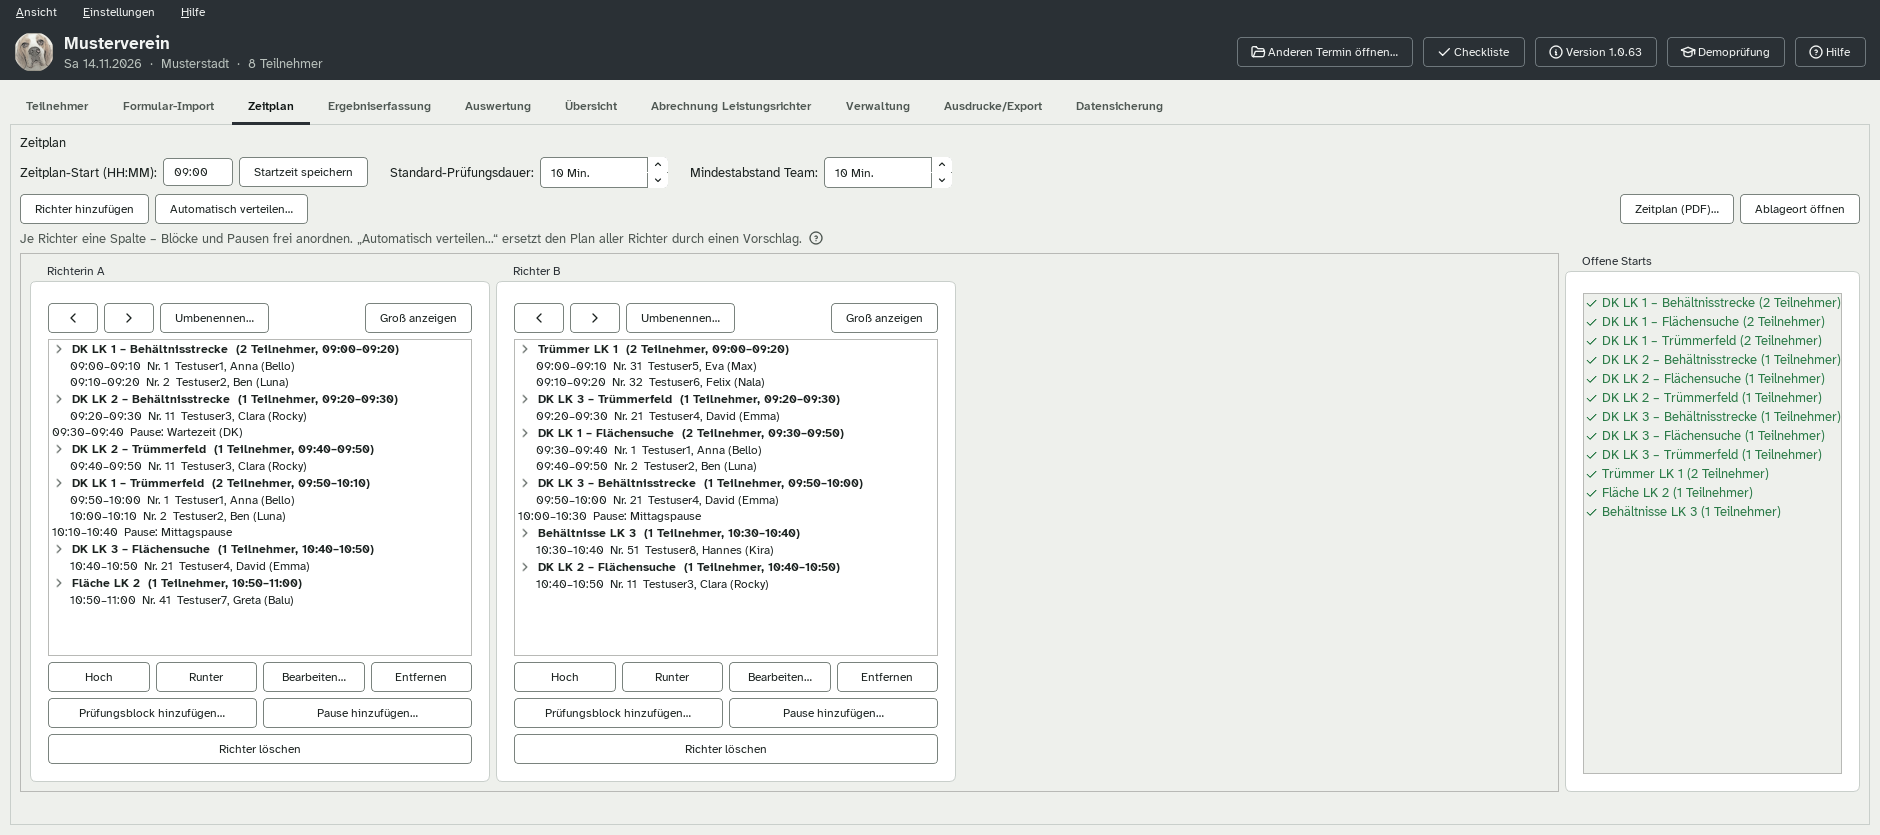 Ansicht Einstellungen Hilfe
Musterverein
Sa 14.11.2026 · Musterstadt · 8 Teilnehmer
Anderen Termin öffnen... Checkliste Version 1.0.63 Demoprüfung Hilfe
Teilnehmer Formular-Import Zeitplan Ergebniserfassung Auswertung Übersicht Abrechnung Leistungsrichter Verwaltung Ausdrucke/Export Datensicherung
Zeitplan
Zeitplan-Start (HH:MM): 09:00 Startzeit speichern Standard-Prüfungsdauer: 10 Min. Mindestabstand Team: 10 Min.
Richter hinzufügen Automatisch verteilen... Zeitplan (PDF)... Ablageort öffnen
Je Richter eine Spalte – Blöcke und Pausen frei anordnen. „Automatisch verteilen...“ ersetzt den Plan aller Richter durch einen Vorschlag.
Richterin A
Umbenennen... Groß anzeigen
DK LK 1 – Behältnisstrecke (2 Teilnehmer, 09:00–09:20)
09:00–09:10 Nr. 1 Testuser1, Anna (Bello)
09:10–09:20 Nr. 2 Testuser2, Ben (Luna)
DK LK 2 – Behältnisstrecke (1 Teilnehmer, 09:20–09:30)
09:20–09:30 Nr. 11 Testuser3, Clara (Rocky)
09:30–09:40 Pause: Wartezeit (DK)
DK LK 2 – Trümmerfeld (1 Teilnehmer, 09:40–09:50)
09:40–09:50 Nr. 11 Testuser3, Clara (Rocky)
DK LK 1 – Trümmerfeld (2 Teilnehmer, 09:50–10:10)
09:50–10:00 Nr. 1 Testuser1, Anna (Bello)
10:00–10:10 Nr. 2 Testuser2, Ben (Luna)
10:10–10:40 Pause: Mittagspause
DK LK 3 – Flächensuche (1 Teilnehmer, 10:40–10:50)
10:40–10:50 Nr. 21 Testuser4, David (Emma)
Fläche LK 2 (1 Teilnehmer, 10:50–11:00)
10:50–11:00 Nr. 41 Testuser7, Greta (Balu)
Hoch Runter Bearbeiten... Entfernen
Prüfungsblock hinzufügen... Pause hinzufügen...
Richter löschen
Richter B
Umbenennen... Groß anzeigen
Trümmer LK 1 (2 Teilnehmer, 09:00–09:20)
09:00–09:10 Nr. 31 Testuser5, Eva (Max)
09:10–09:20 Nr. 32 Testuser6, Felix (Nala)
DK LK 3 – Trümmerfeld (1 Teilnehmer, 09:20–09:30)
09:20–09:30 Nr. 21 Testuser4, David (Emma)
DK LK 1 – Flächensuche (2 Teilnehmer, 09:30–09:50)
09:30–09:40 Nr. 1 Testuser1, Anna (Bello)
09:40–09:50 Nr. 2 Testuser2, Ben (Luna)
DK LK 3 – Behältnisstrecke (1 Teilnehmer, 09:50–10:00)
09:50–10:00 Nr. 21 Testuser4, David (Emma)
10:00–10:30 Pause: Mittagspause
Behältnisse LK 3 (1 Teilnehmer, 10:30–10:40)
10:30–10:40 Nr. 51 Testuser8, Hannes (Kira)
DK LK 2 – Flächensuche (1 Teilnehmer, 10:40–10:50)
10:40–10:50 Nr. 11 Testuser3, Clara (Rocky)
Hoch Runter Bearbeiten... Entfernen
Prüfungsblock hinzufügen... Pause hinzufügen...
Richter löschen
Offene Starts
DK LK 1 – Behältnisstrecke (2 Teilnehmer)
DK LK 1 – Flächensuche (2 Teilnehmer)
DK LK 1 – Trümmerfeld (2 Teilnehmer)
DK LK 2 – Behältnisstrecke (1 Teilnehmer)
DK LK 2 – Flächensuche (1 Teilnehmer)
DK LK 2 – Trümmerfeld (1 Teilnehmer)
DK LK 3 – Behältnisstrecke (1 Teilnehmer)
DK LK 3 – Flächensuche (1 Teilnehmer)
DK LK 3 – Trümmerfeld (1 Teilnehmer)
Trümmer LK 1 (2 Teilnehmer)
Fläche LK 2 (1 Teilnehmer)
Behältnisse LK 3 (1 Teilnehmer)